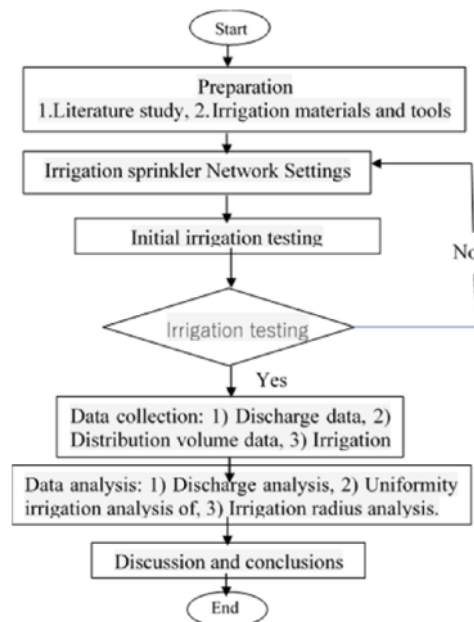 Start
Preparation
1.Literature study, 2.Irrigation materials and tools
Irrigation sprinkler Network Settings
Initial irrigation testing
No
Irrigation testing
Yes
Data collection: 1) Discharge data, 2)
Distribution volume data, 3) Irrigation
Data analysis: 1) Discharge analysis, 2) Uniformity
irrigation analysis of, 3) Irrigation radius analysis.
Discussion and conclusions
End